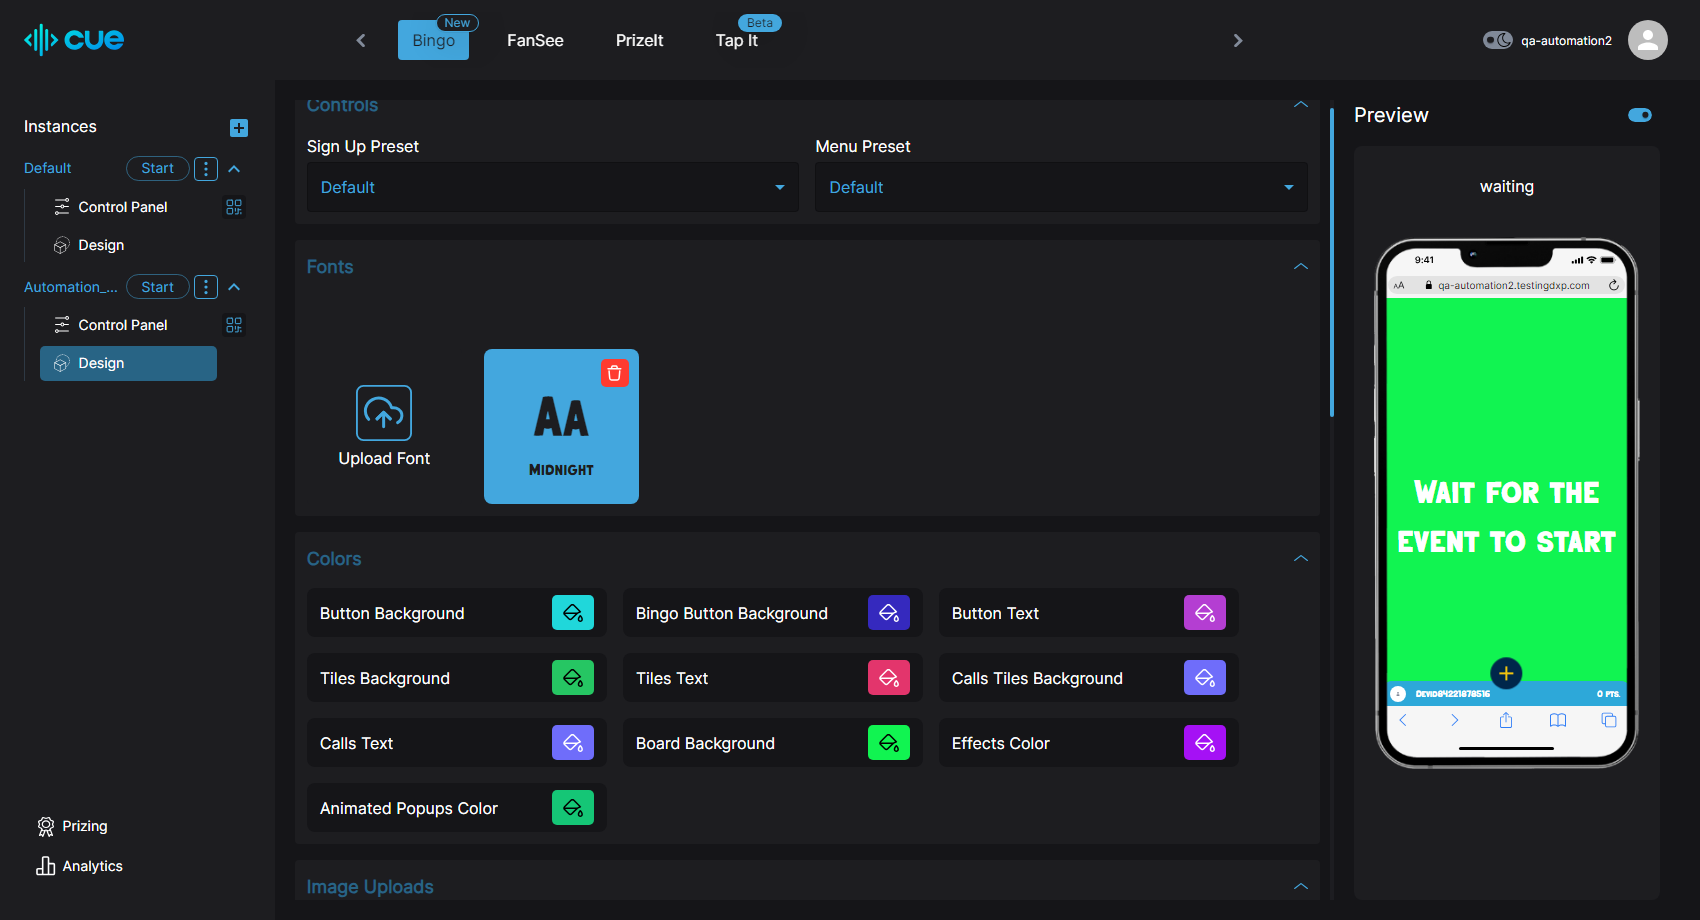 cue
Bingo
New
FanSee
PrizeIt
Tap It
Beta
qa-automation2
Instances
Default
Start
Control Panel
Design
Automation_...
Start
Control Panel
Design
Prizing
Analytics
Controls
Sign Up Preset
Menu Preset
Default
Default
Fonts
Upload Font
Aa
Midnight
Colors
Button Background
Bingo Button Background
Button Text
Tiles Background
Tiles Text
Calls Tiles Background
Calls Text
Board Background
Effects Color
Animated Popups Color
Image Uploads
Preview
waiting
9:41
AA
qa-automation2.testingdxp.com
Wait for the
event to start
0 pts.